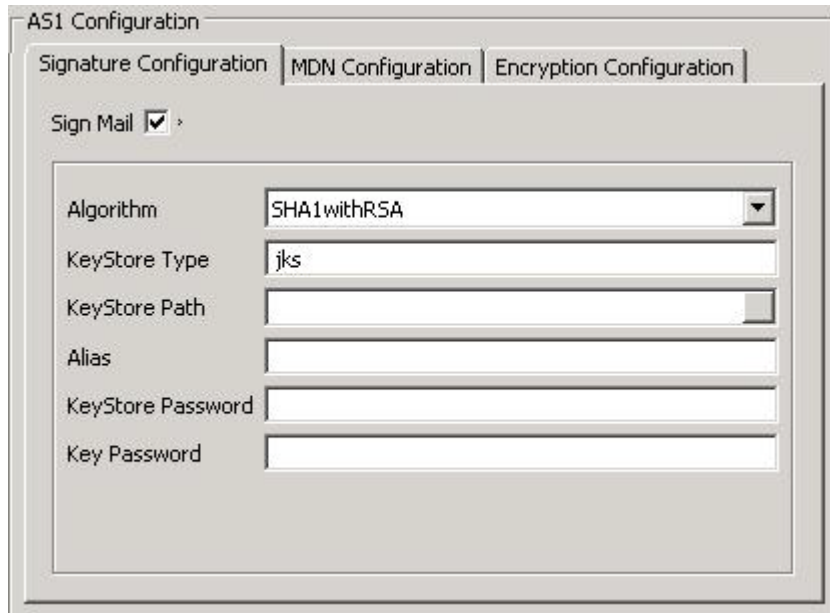 AS1 Configuration
Signature Configuration MDN Configuration Encryption Configuration
Sign Mail
Algorithm SHA1withRSA
KeyStore Type jks
KeyStore Path
Alias
KeyStore Password
Key Password